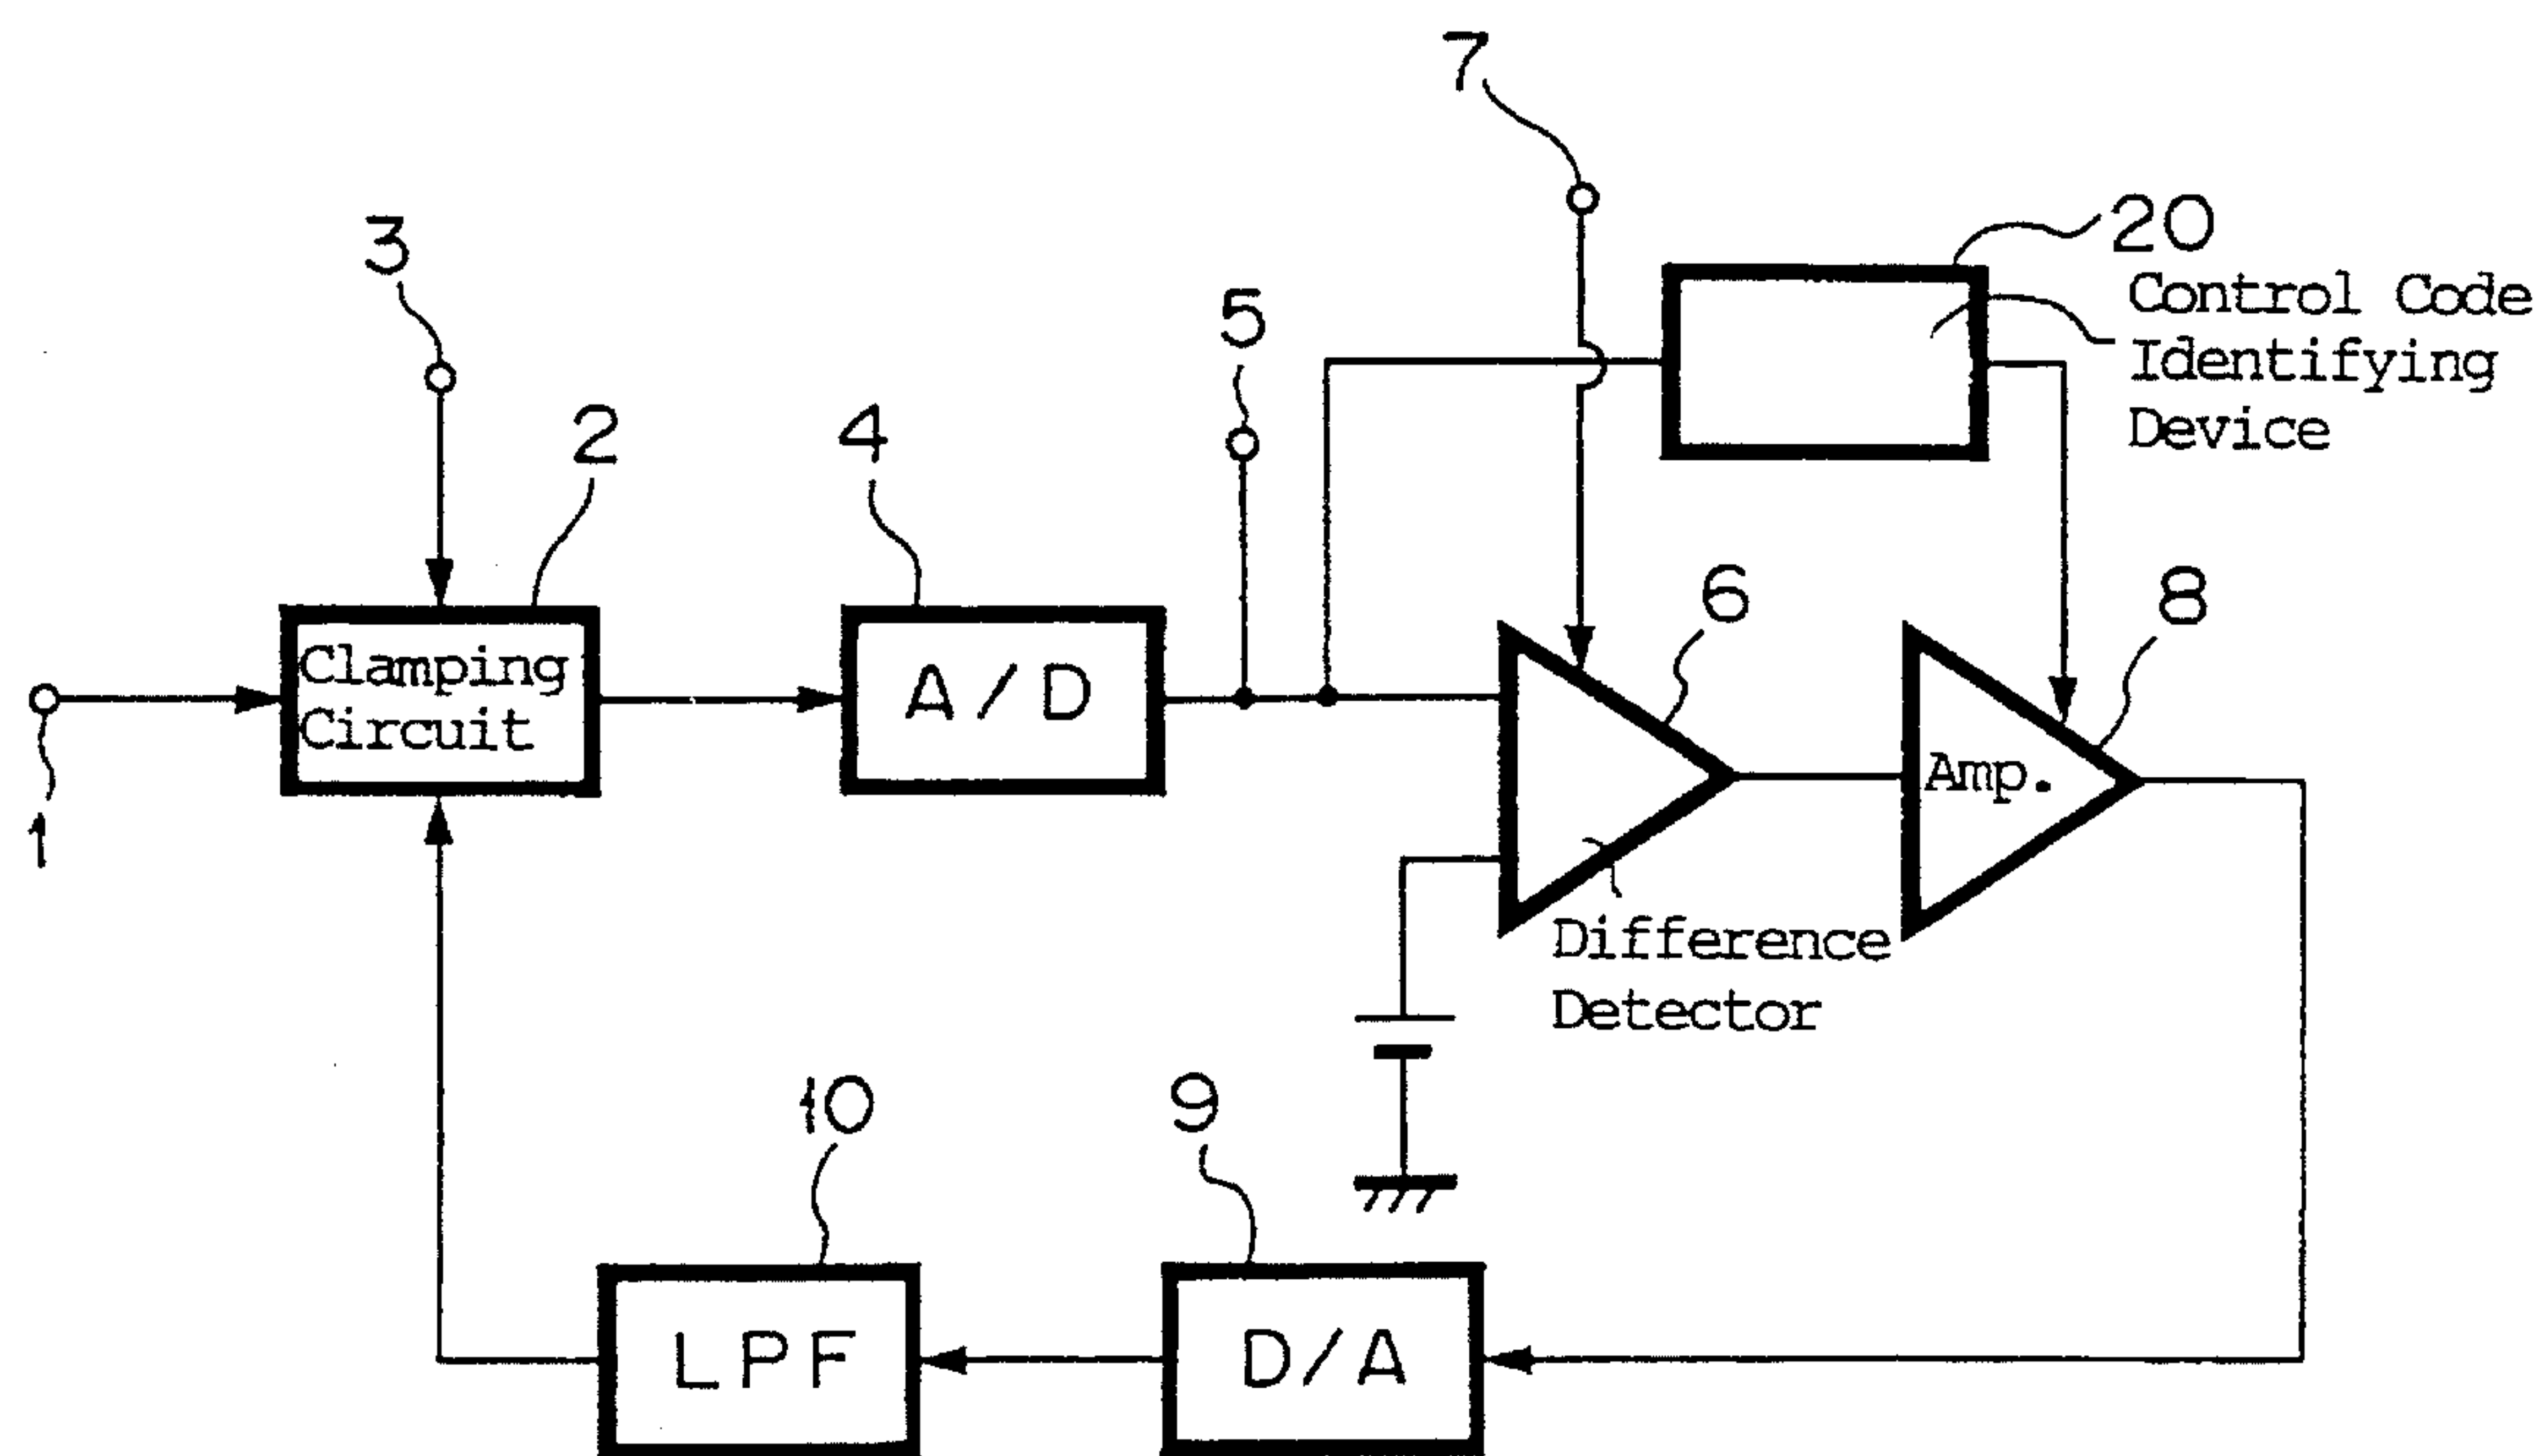 7
20
3
Control Code
5
Identifying
2
4
Device
6
8
Clamping
A/D
Circuit
Amp.
1
Difference
Detector
10
9
LPF
D/A